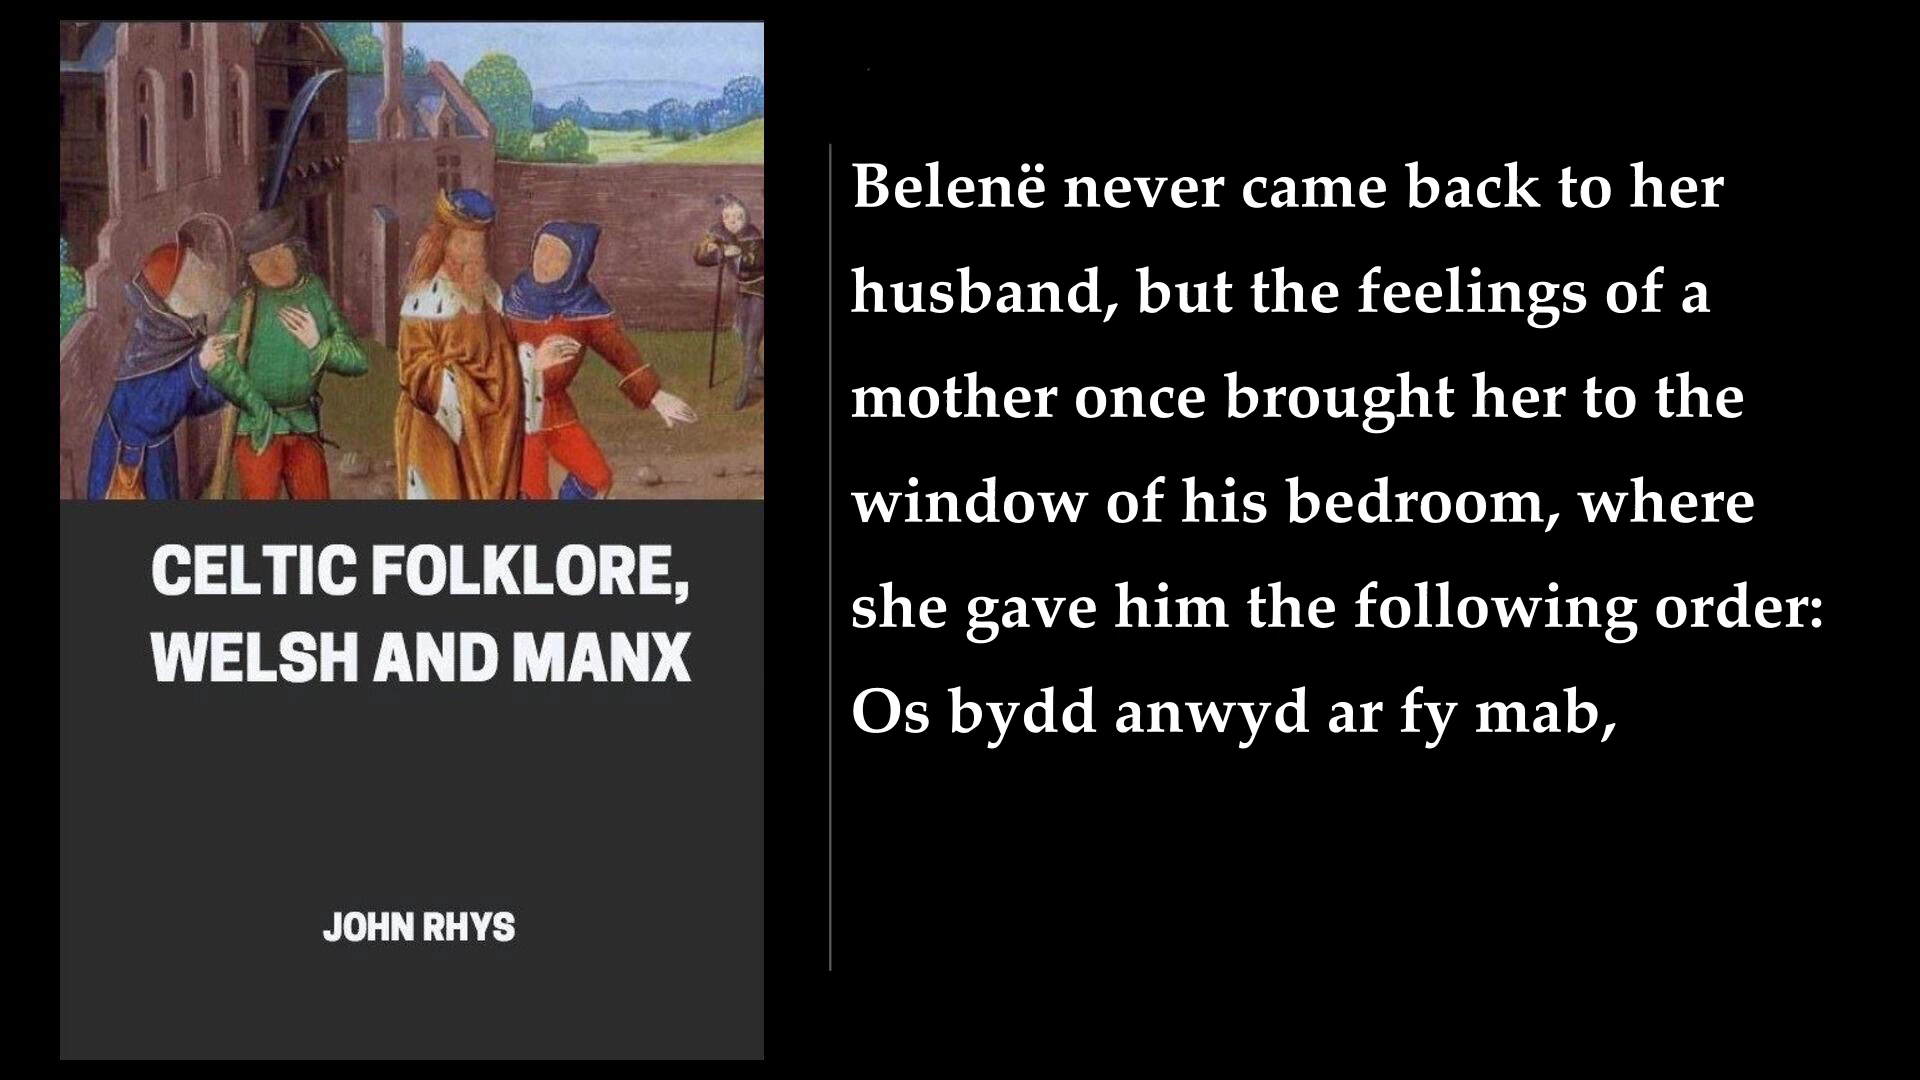 CELTIC FOLKLORE,
WELSH AND MANX
JOHN RHYS
Belenë never came back to her
husband, but the feelings of a
mother once brought her to the
window of his bedroom, where
she gave him the following order:
Os bydd anwyd ar fy mab,